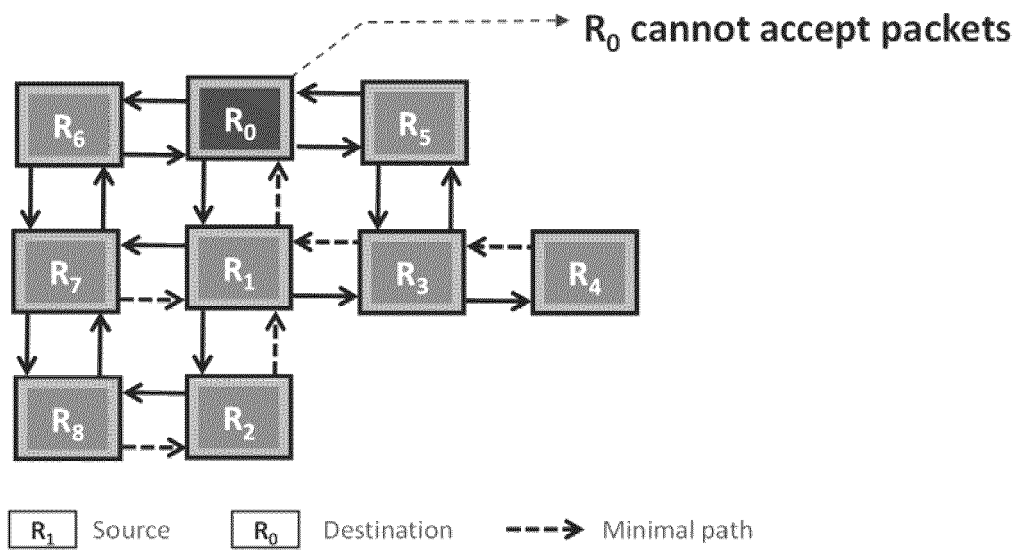 R₀ cannot accept packets
R₆ R₀ R₅
R₇ R₁ R₃ R₄
R₈ R₂
R₁ Source R₀ Destination Minimal path